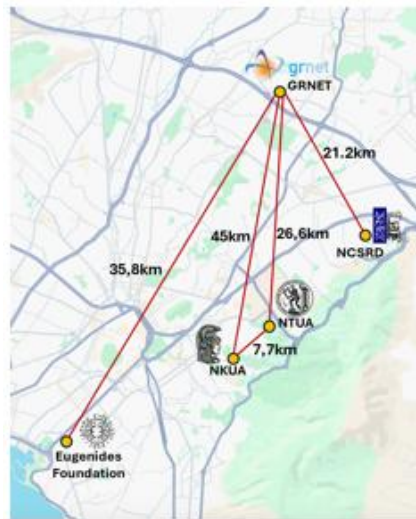 grnet
GRNET
21.2km
45km
26,6km
NCSRD
35,8km
NTUA
7,7km
NKUA
Eugenides
Foundation